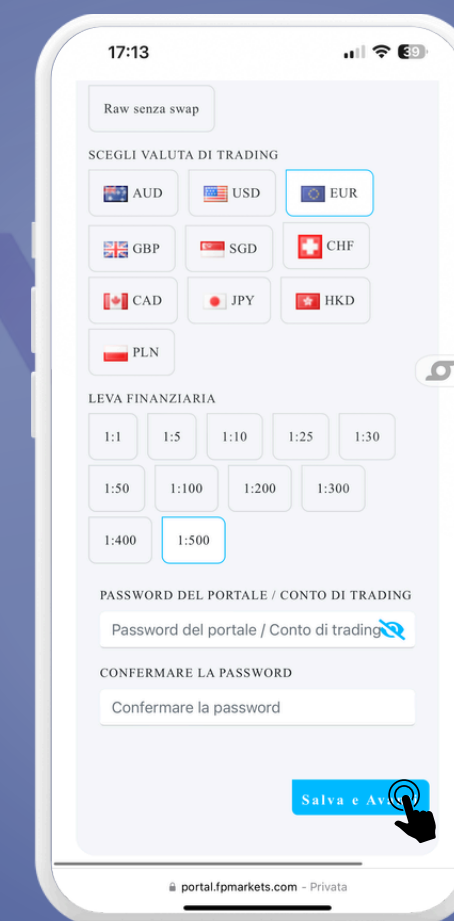 17:13
39
Raw senza swap
SCEGLI VALUTA DI TRADING
AUD USD EUR
GBP SGD CHF
CAD JPY HKD
PLN
LEVA FINANZIARIA
1:1 1:5 1:10 1:25 1:30
1:50 1:100 1:200 1:300
1:400 1:500
PASSWORD DEL PORTALE / CONTO DI TRADING
Password del portale / Conto di trading
CONFERMARE LA PASSWORD
Confermare la password
Salva e
portal.fpmarkets.com - Privata